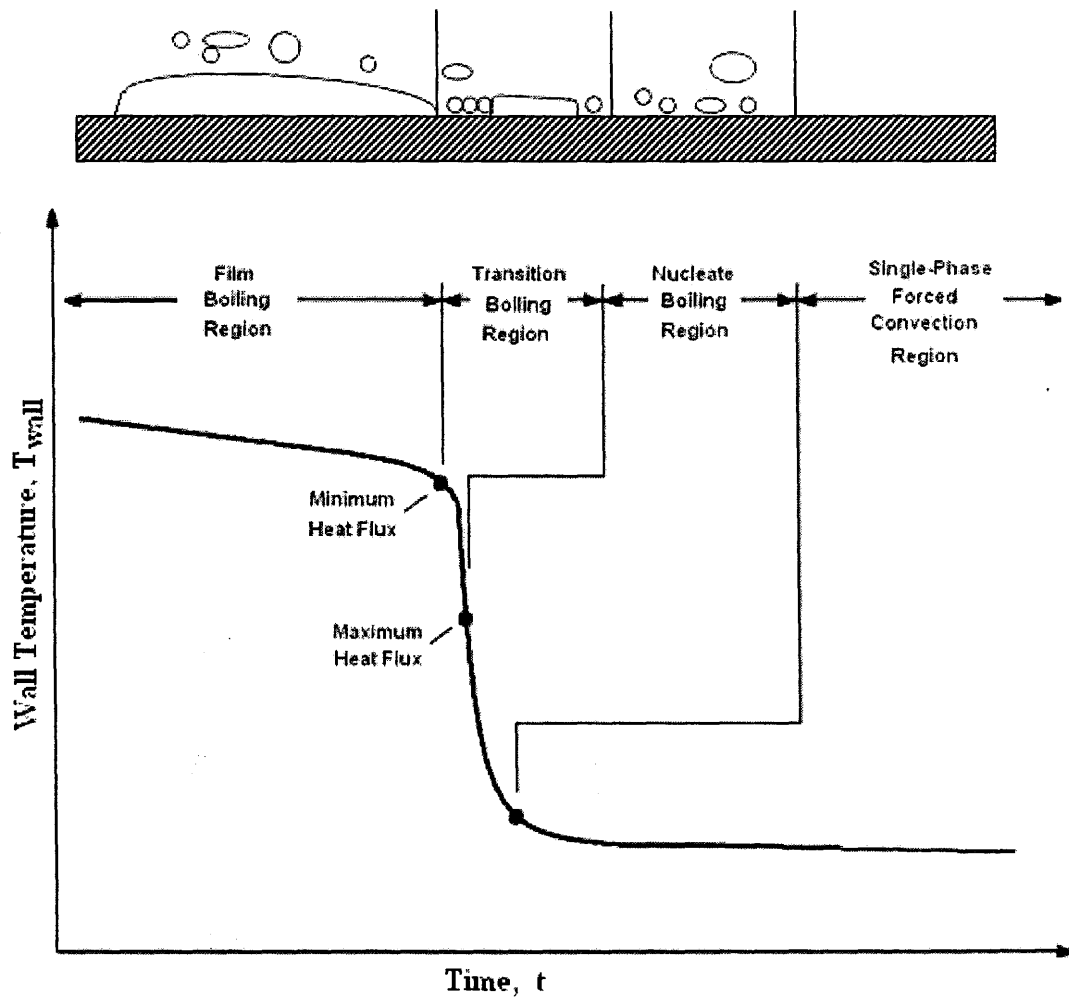 Film
Boiling
Region
Transition
Boiling
Region
Nucleate
Boiling
Region
Single-Phase
Forced
Convection
Region
Minimum
Heat Flux
Maximum
Heat Flux
Wall Temperature, Twall
Time, t